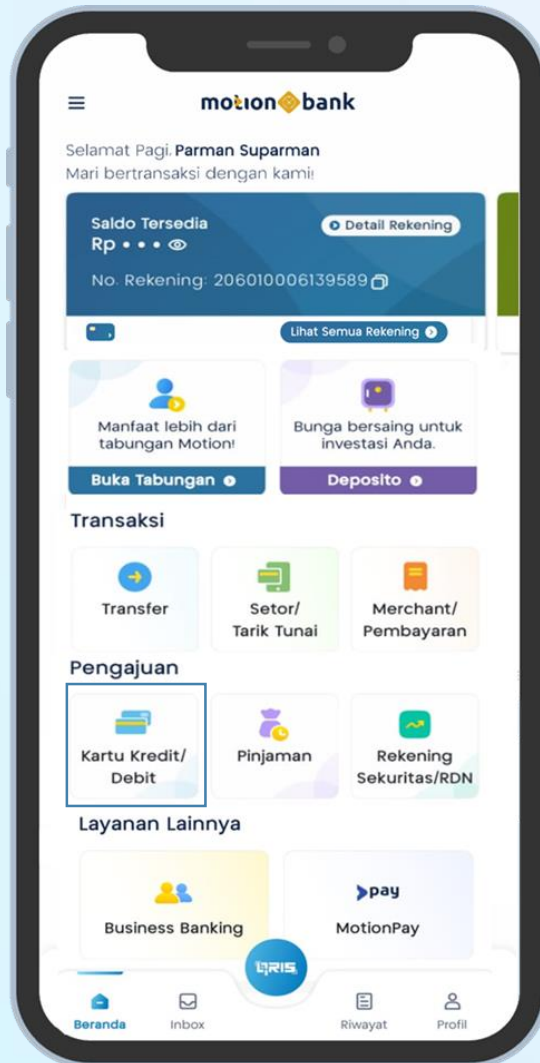 motion bank
Selamat Pagi, Parman Suparman
Mari bertransaksi dengan kami!
Saldo Tersedia
Detail Rekening
Rp • • •
No. Rekening: 206010006139589
Lihat Semua Rekening
Manfaat lebih dari
tabungan Motion!
Buka Tabungan
Bunga bersaing untuk
investasi Anda.
Deposito
Transaksi
Transfer
Setor/
Tarik Tunai
Merchant/
Pembayaran
Pengajuan
Kartu Kredit/
Debit
Pinjaman
Rekening
Sekuritas/RDN
Layanan Lainnya
Business Banking
pay
MotionPay
QRIS
Beranda
Inbox
Riwayat
Profil